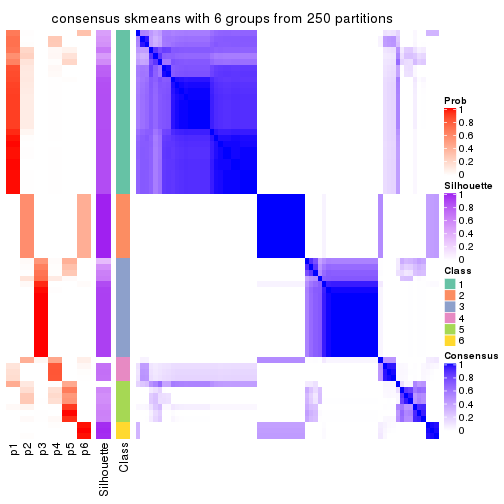 consensus skmeans with 6 groups from 250 partitions
Prob
1
0.8
0.6
0.4
0.2
0
Silhouette
1
0.8
0.6
0.4
0.2
0
Class
1
2
3
4
5
6
Consensus
1
0.8
0.6
0.4
0.2
0
p1
p2
p3
p4
p5
p6
Silhouette
Class